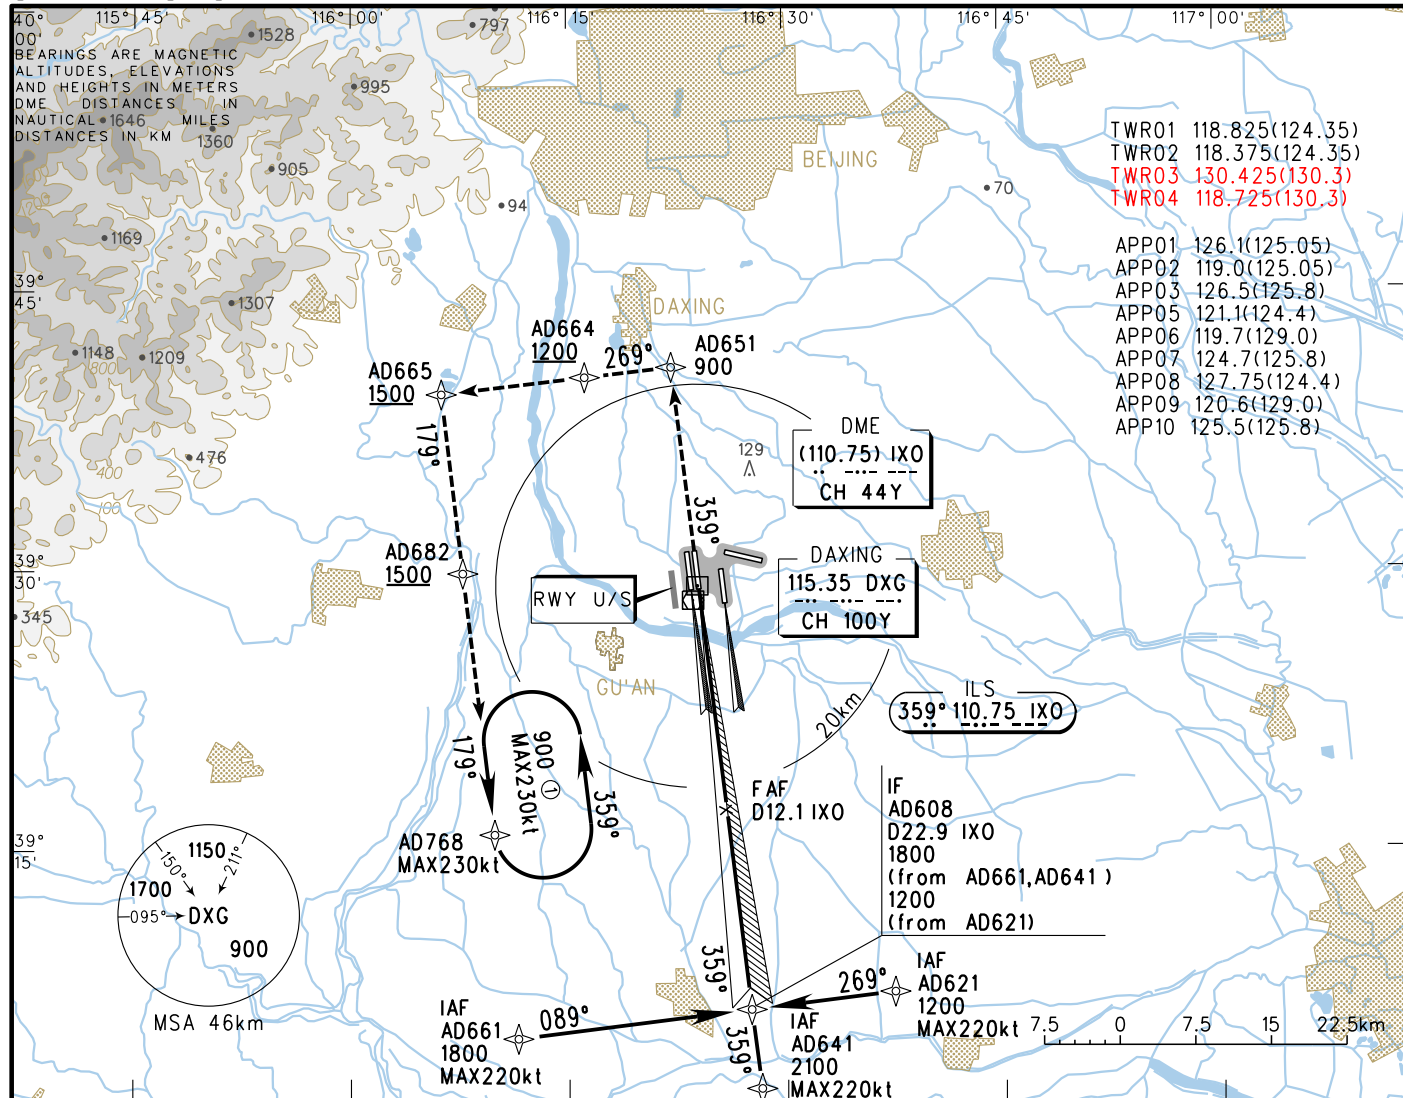 115° 45'
116° 00'
116° 15'
116° 30'
116° 45'
117° 00'
40°
00'
BEARINGS ARE MAGNETIC
ALTITUDES, ELEVATIONS
AND HEIGHTS IN METERS
DME DISTANCES IN
NAUTICAL MILES
DISTANCES IN KM
1528
797
995
1646
1360
905
94
70
1169
1307
1148
1209
800
476
400
100
345
39°
45'
39°
30'
39°
15'
BEIJING
DAXING
GU'AN
TWR01 118.825(124.35)
TWR02 118.375(124.35)
TWR03 130.425(130.3)
TWR04 118.725(130.3)
APP01 126.1(125.05)
APP02 119.0(125.05)
APP03 126.5(125.8)
APP05 121.1(124.4)
APP06 119.7(129.0)
APP07 124.7(125.8)
APP08 127.75(124.4)
APP09 120.6(129.0)
APP10 125.5(125.8)
AD664
1200
269°
AD651
900
AD665
1500
179°
AD682
1500
359°
129
DME
(110.75) IXO
CH 44Y
DAXING
115.35 DXG
CH 100Y
RWY U/S
ILS
359° 110.75 IXO
20km
179°
900 ①
MAX230kt
359°
AD768
MAX230kt
FAF
D12.1 IXO
IF
AD608
D22.9 IXO
1800
(from AD661,AD641)
1200
(from AD621)
1150
150°
211°
1700
095°
DXG
900
MSA 46km
359°
269°
IAF
AD621
1200
MAX220kt
IAF
AD661
1800
MAX220kt
089°
359°
IAF
AD641
2100
MAX220kt
7.5 0 7.5 15 22.5km